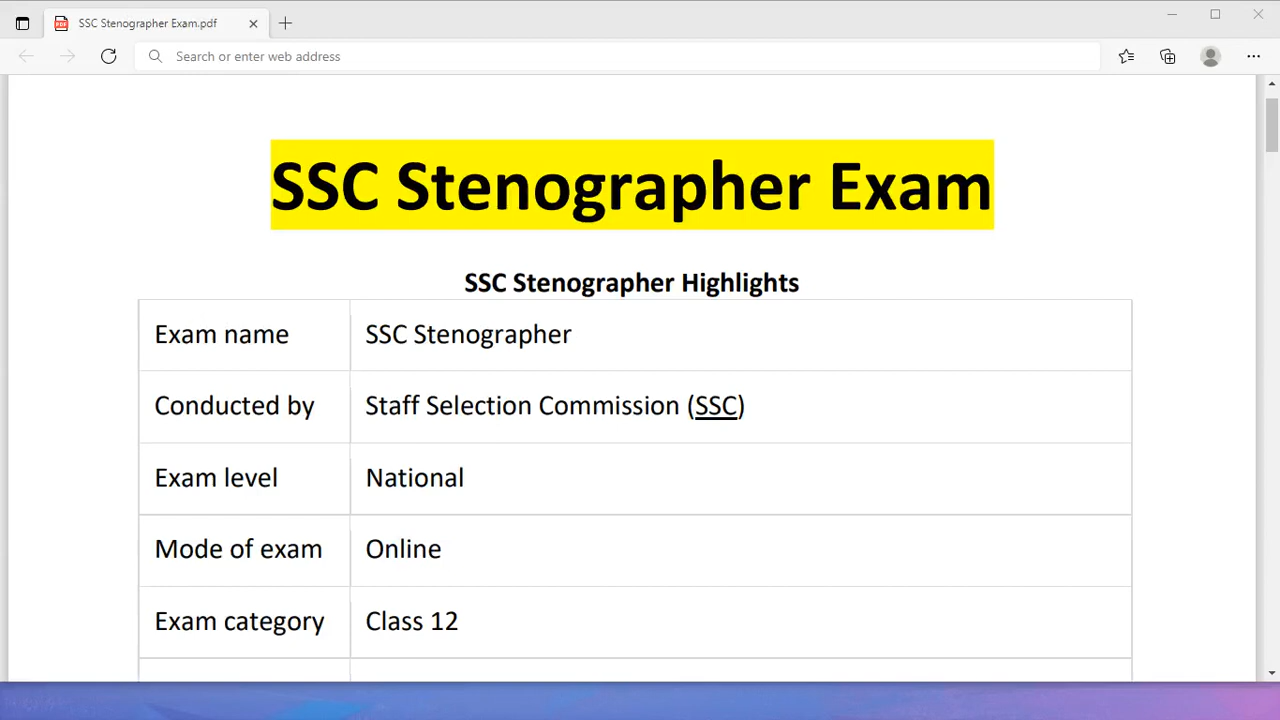 SSC Stenographer Exam.pdf
Search or enter web address
SSC Stenographer Exam
SSC Stenographer Highlights
Exam name SSC Stenographer
Conducted by Staff Selection Commission (SSC)
Exam level National
Mode of exam Online
Exam category Class 12